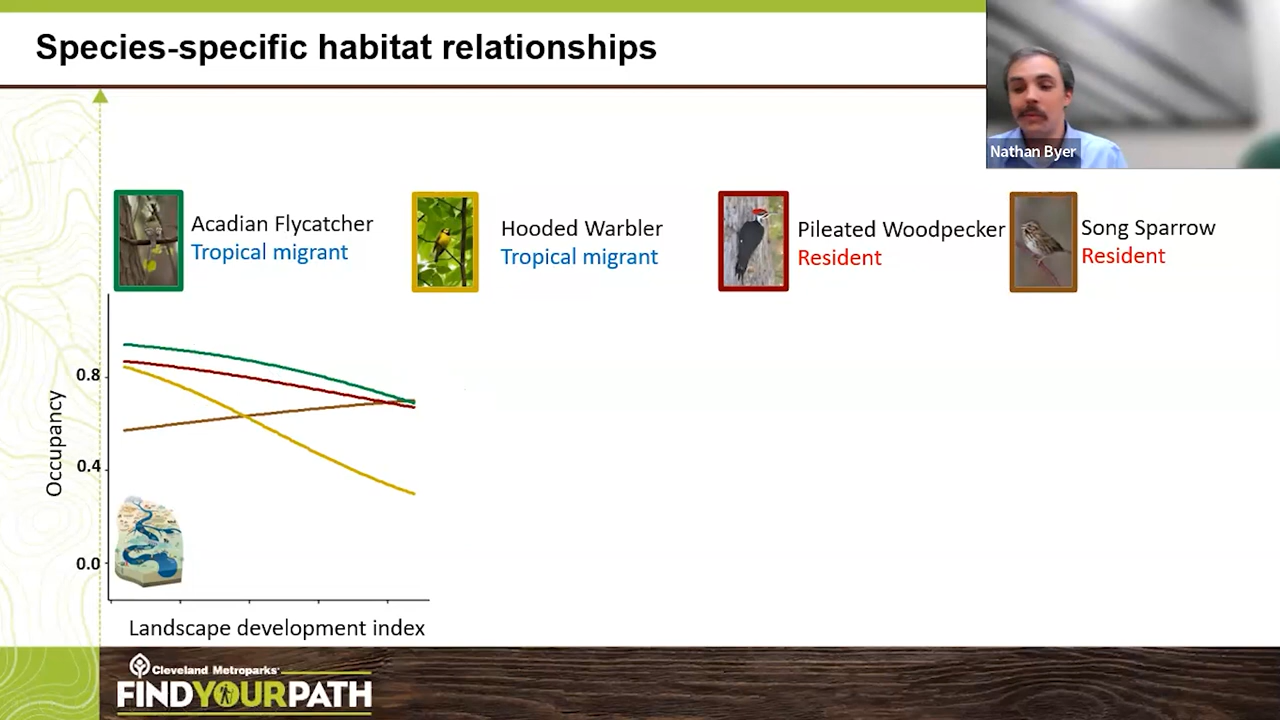 Species-specific habitat relationships
Nathan Byer
Acadian Flycatcher
Tropical migrant
Hooded Warbler
Tropical migrant
Pileated Woodpecker
Resident
Song Sparrow
Resident
Occupancy
0.8
0.4
0.0
Landscape development index
Cleveland Metroparks
FINDYOURPATH